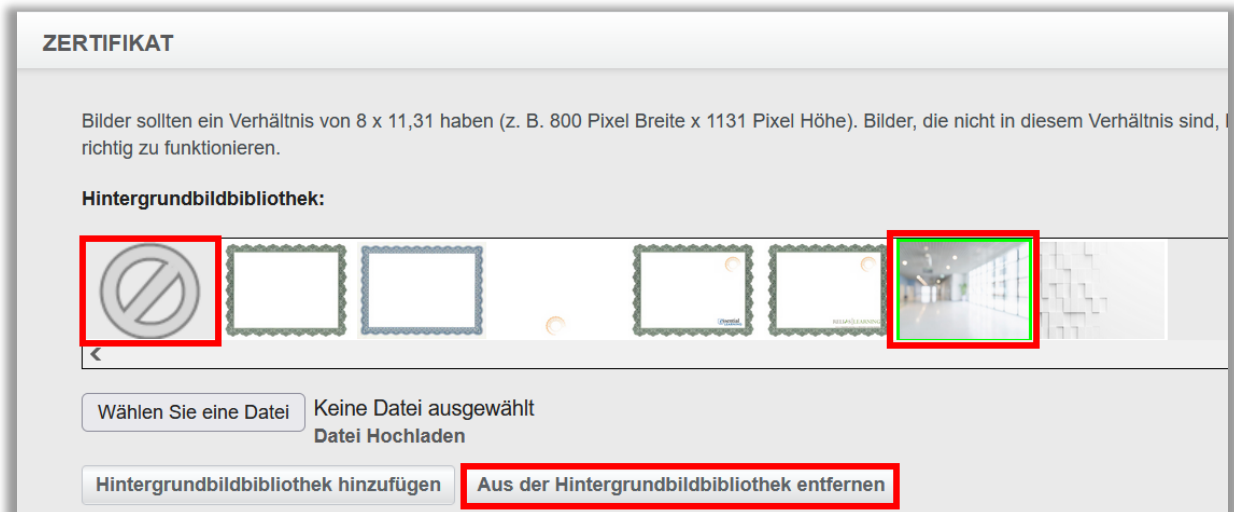 ZERTIFIKAT
Bilder sollten ein Verhältnis von 8 x 11,31 haben (z. B. 800 Pixel Breite x 1131 Pixel Höhe). Bilder, die nicht in diesem Verhältnis sind,
richtig zu funktionieren.
Hintergrundbildbibliothek:
Wählen Sie eine Datei
Keine Datei ausgewählt
Datei Hochladen
Hintergrundbildbibliothek hinzufügen
Aus der Hintergrundbildbibliothek entfernen